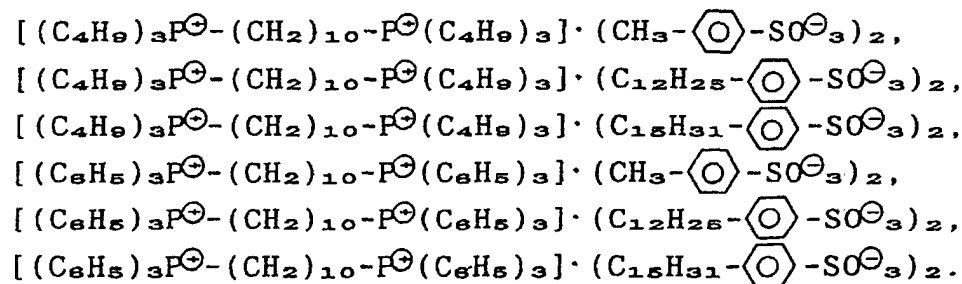 [(C₄H₉)₃P⊕-(CH₂)₁₀-P⊕(C₄H₉)₃]·(CH₃-⌬-SO⊖₃)₂,
[(C₄H₉)₃P⊕-(CH₂)₁₀-P⊕(C₄H₉)₃]·(C₁₂H₂₅-⌬-SO⊖₃)₂,
[(C₄H₉)₃P⊕-(CH₂)₁₀-P⊕(C₄H₉)₃]·(C₁₅H₃₁-⌬-SO⊖₃)₂,
[(C₆H₅)₃P⊕-(CH₂)₁₀-P⊕(C₆H₅)₃]·(CH₃-⌬-SO⊖₃)₂,
[(C₆H₅)₃P⊕-(CH₂)₁₀-P⊕(C₆H₅)₃]·(C₁₂H₂₅-⌬-SO⊖₃)₂,
[(C₆H₅)₃P⊕-(CH₂)₁₀-P⊕(C₆H₅)₃]·(C₁₅H₃₁-⌬-SO⊖₃)₂.